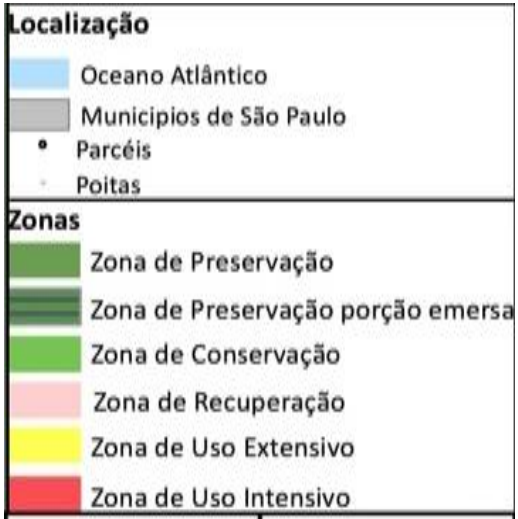 Localização
Oceano Atlântico
Municipios de São Paulo
Parcéis
Poitas
Zonas
Zona de Preservação
Zona de Preservação porção emersa
Zona de Conservação
Zona de Recuperação
Zona de Uso Extensivo
Zona de Uso Intensivo